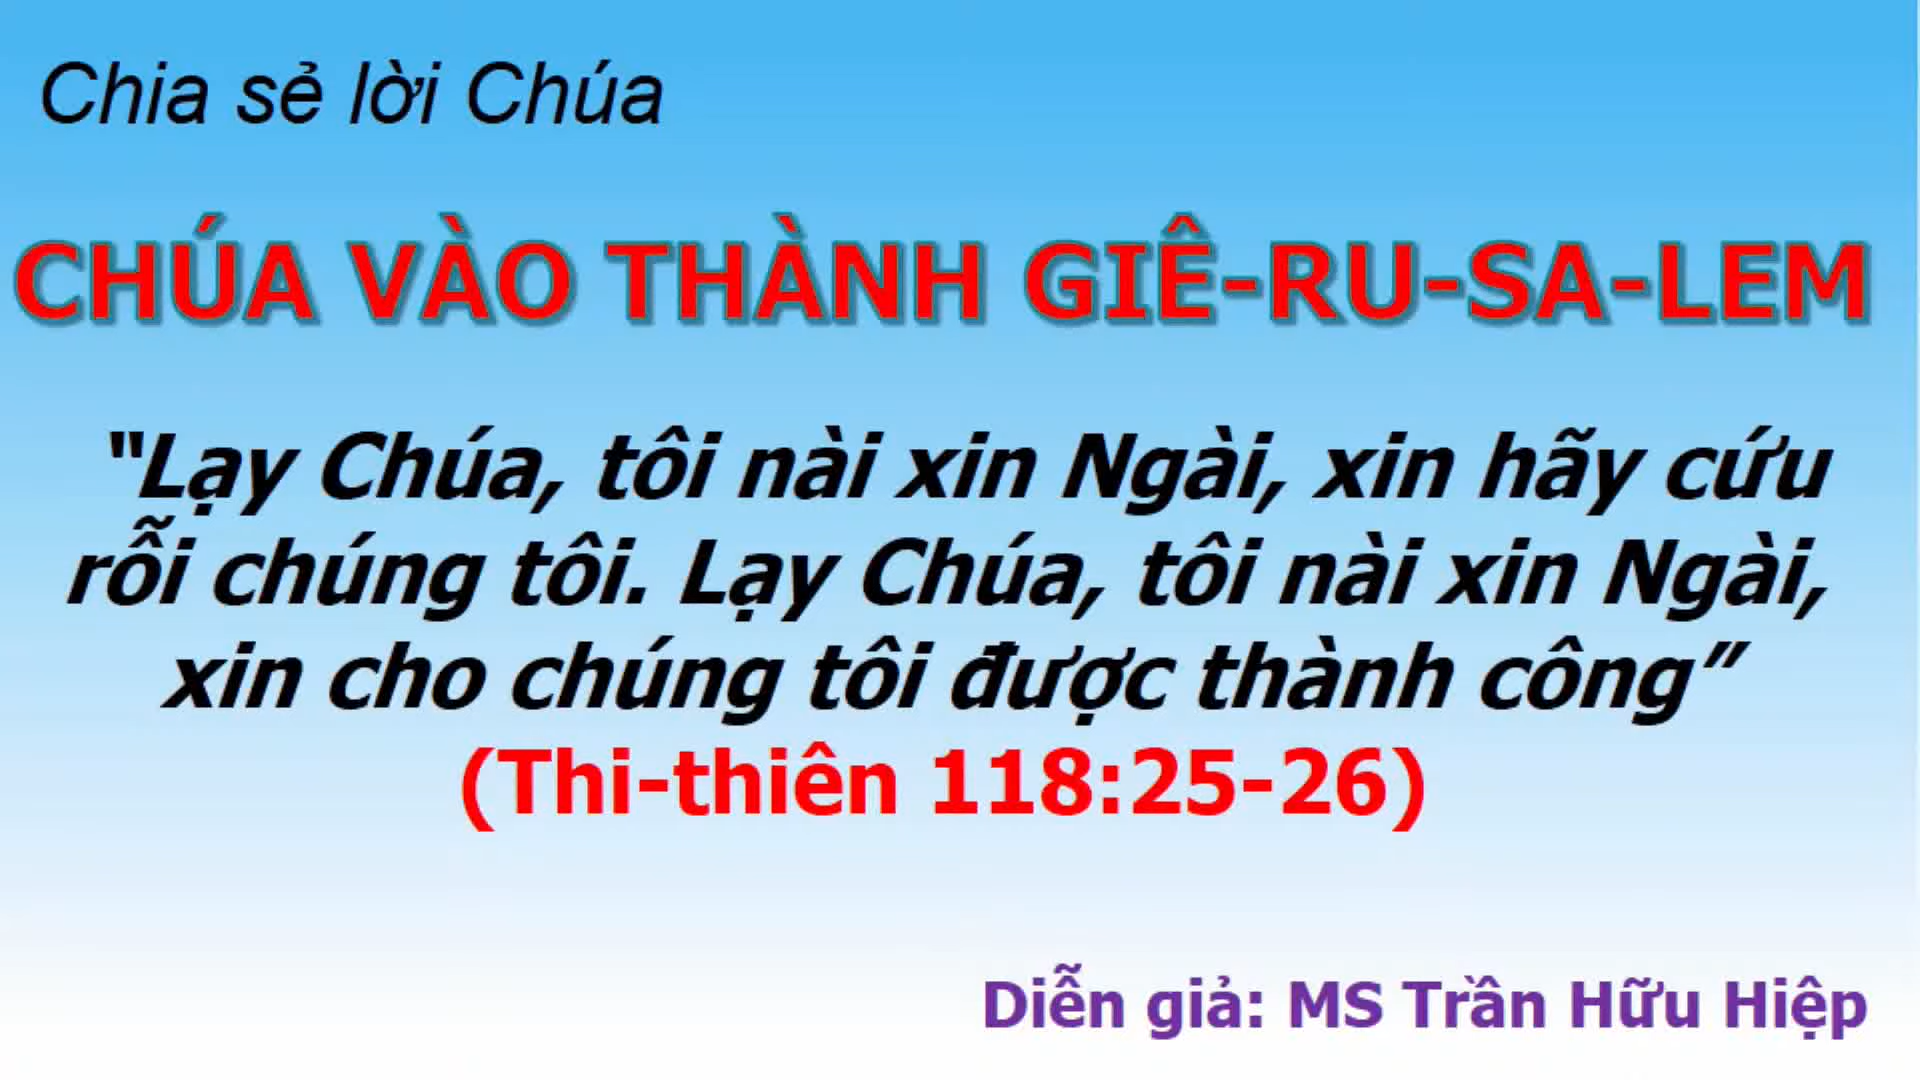 Chia sẻ lời Chúa
CHÚA VÀO THÀNH GIÊ-RU-SA-LEM
“Lạy Chúa, tôi nài xin Ngài, xin hãy cứu
rỗi chúng tôi. Lạy Chúa, tôi nài xin Ngài,
xin cho chúng tôi được thành công”
(Thi-thiên 118:25-26)
Diễn giả: MS Trần Hữu Hiệp